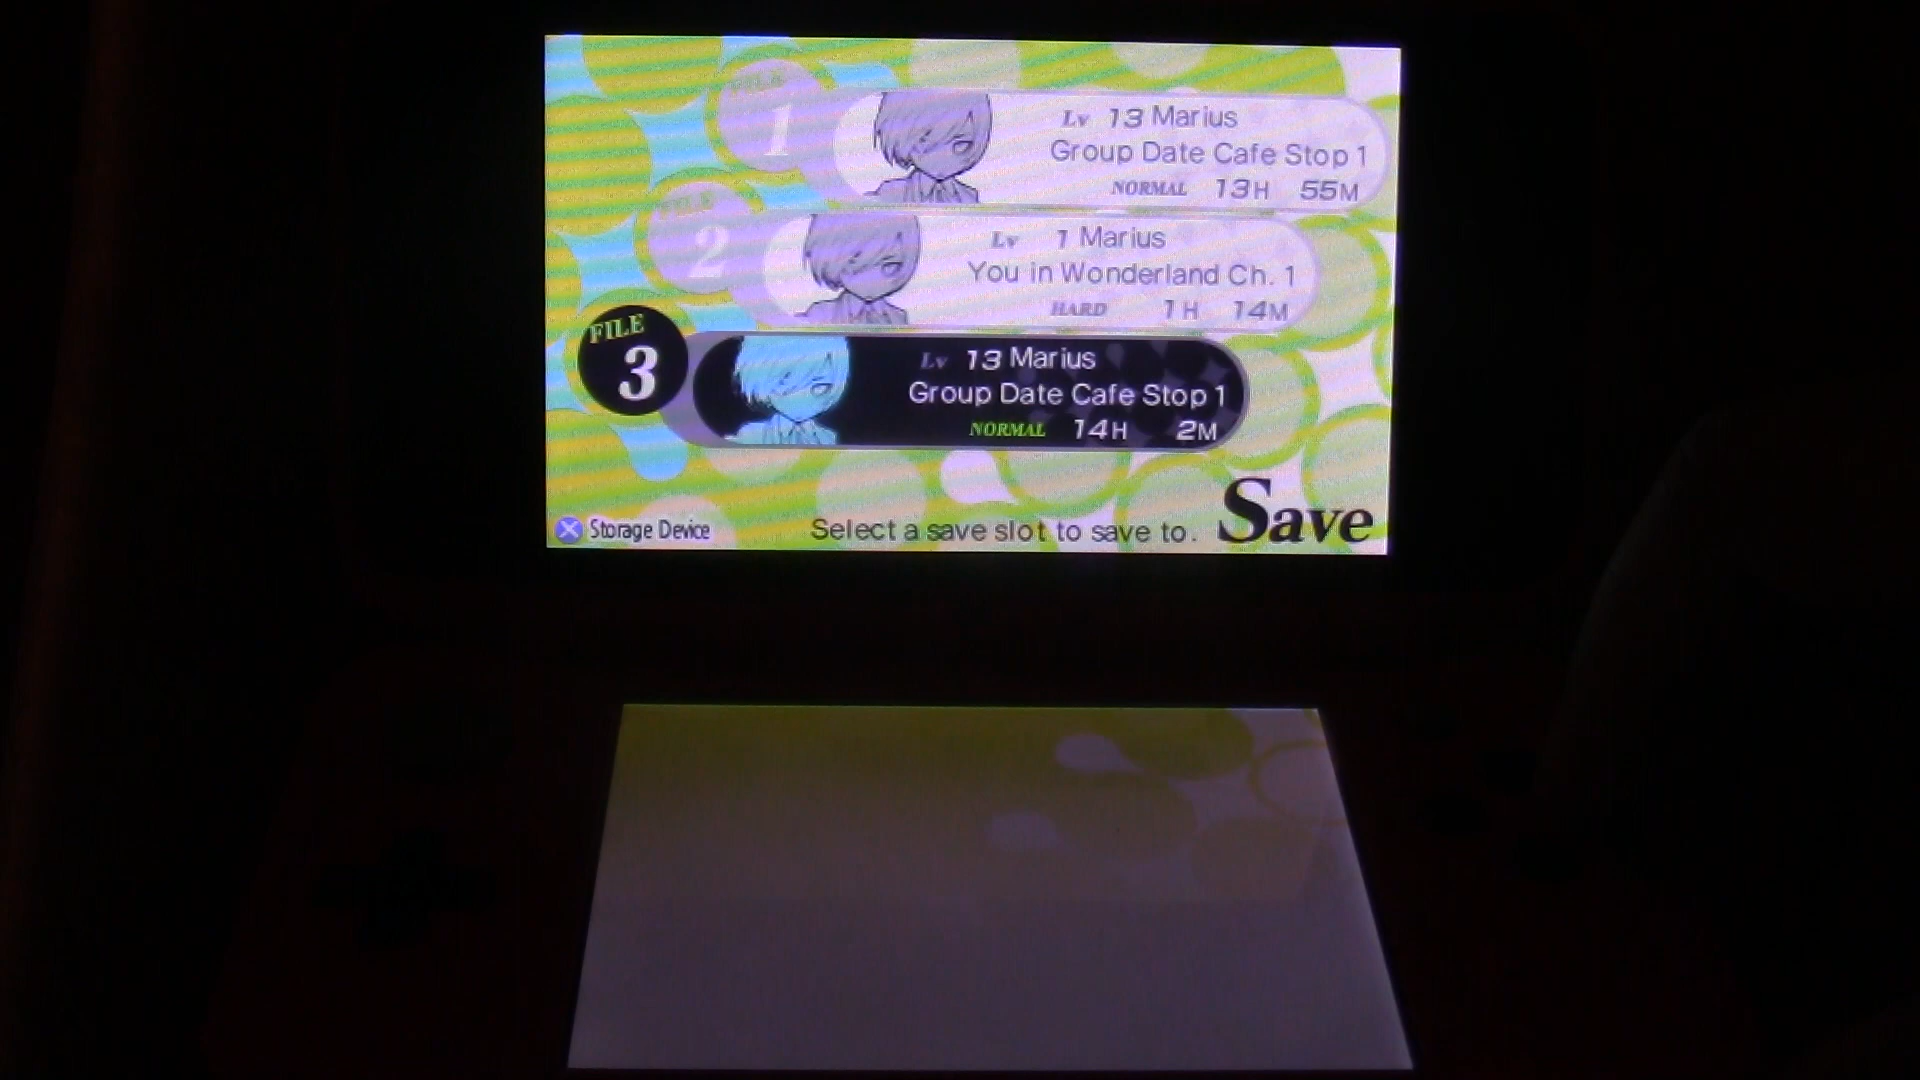 FILE
1
Lv 13 Marius
Group Date Cafe Stop 1
NORMAL 13H 55M
FILE
2
Lv 1 Marius
You in Wonderland Ch. 1
HARD 1H 14M
FILE
3
Lv 13 Marius
Group Date Cafe Stop 1
NORMAL 14H 2M
Storage Device
Select a save slot to save to.
Save